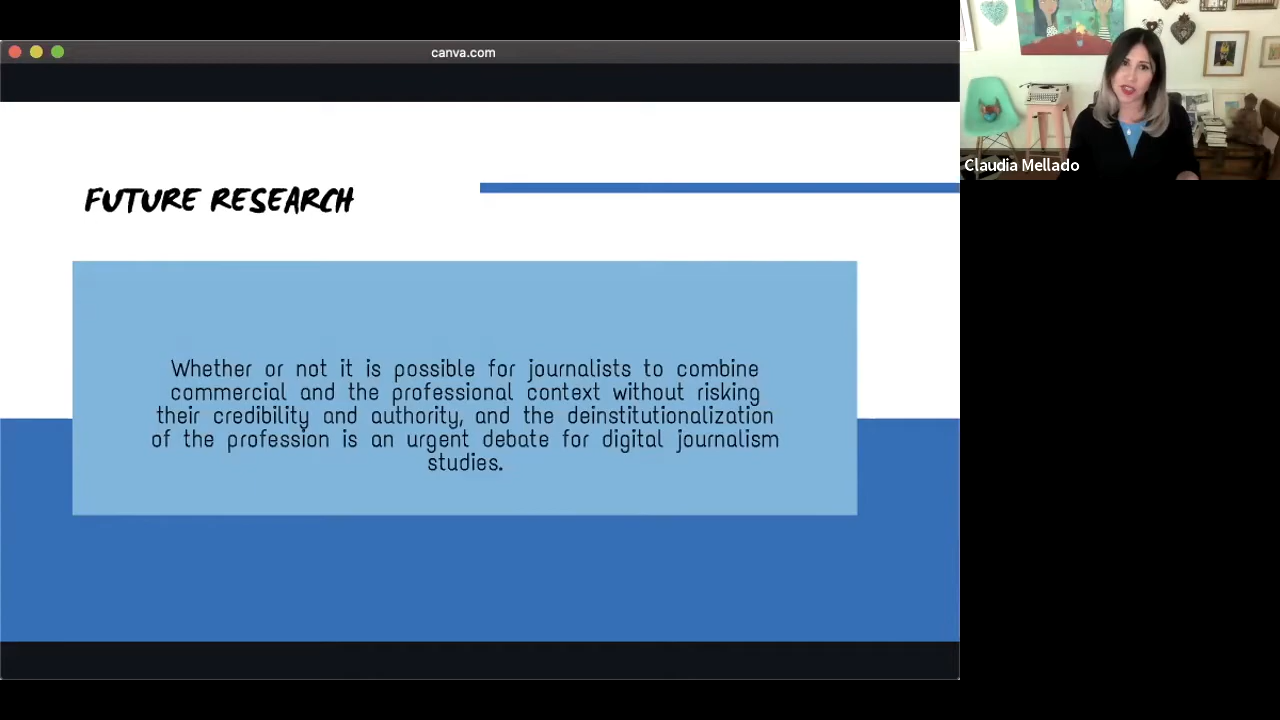 canva.com
Claudia Mellado
FUTURE RESEARCH
Whether or not it is possible for journalists to combine
commercial and the professional context without risking
their credibility and authority, and the deinstitutionalization
of the profession is an urgent debate for digital journalism
studies.